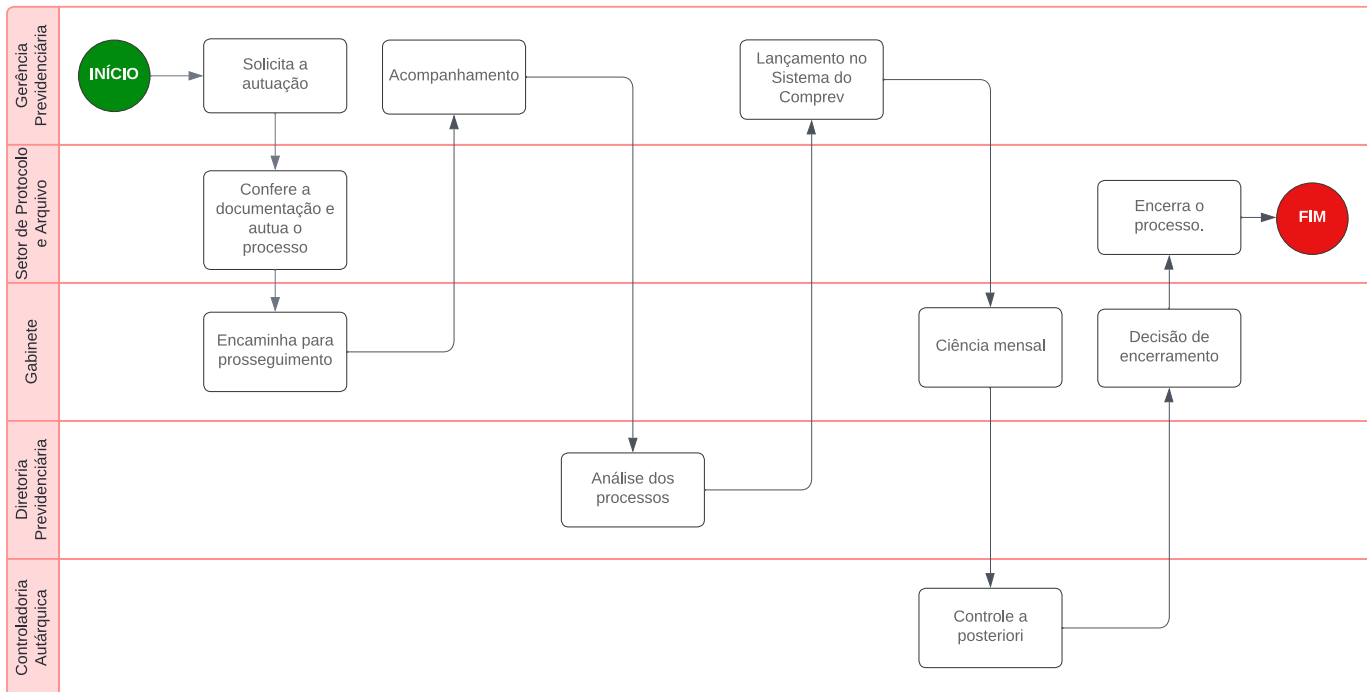 Gerência
Previdenciária
INÍCIO
Solicita a
autuação
Acompanhamento
Lançamento no
Sistema do
Comprev
Setor de Protocolo
e Arquivo
Confere a
documentação e
autua o
processo
Encerra o
processo.
FIM
Gabinete
Encaminha para
prosseguimento
Ciência mensal
Decisão de
encerramento
Diretoria
Previdenciária
Análise dos
processos
Controladoria
Autárquica
Controle a
posteriori